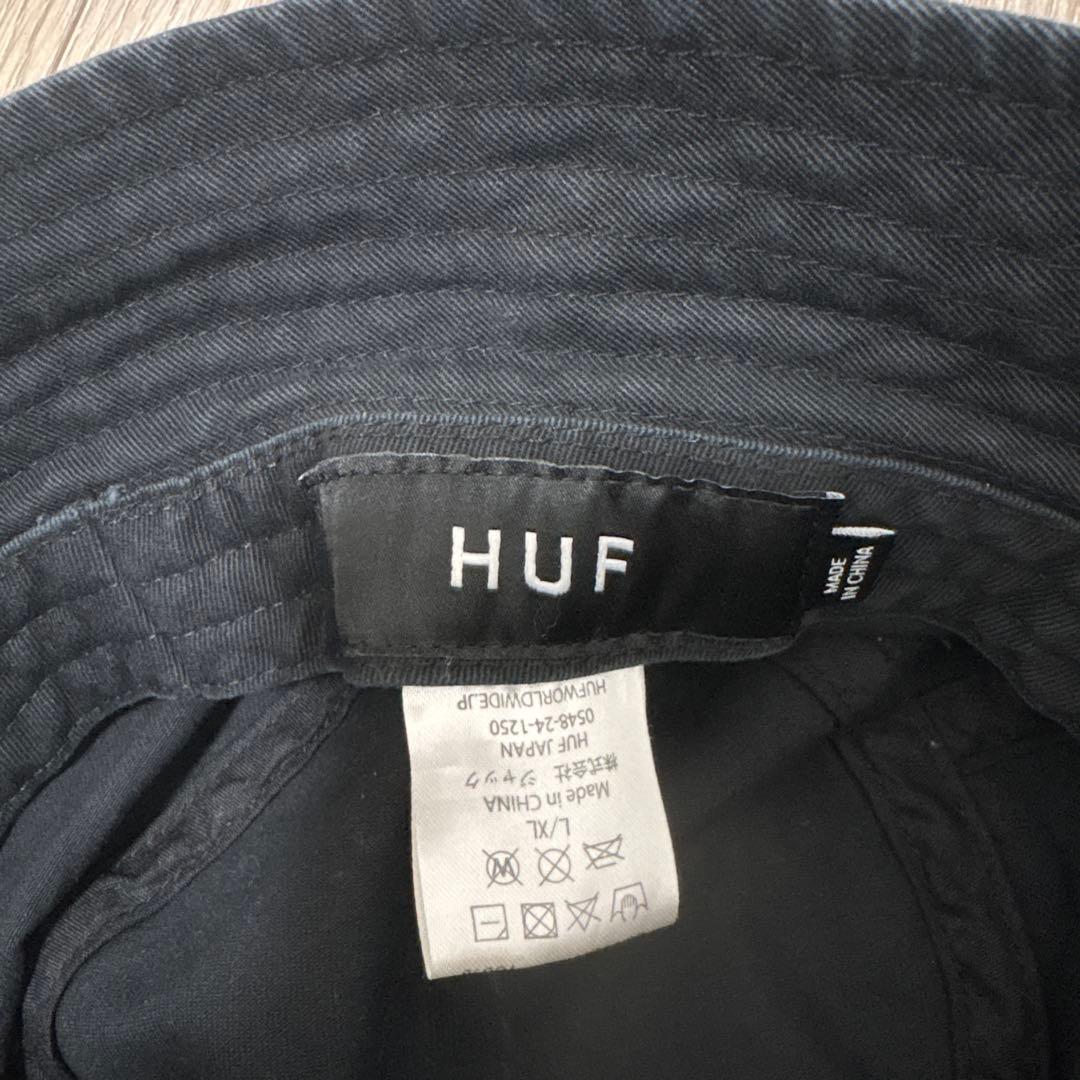 HUF
MADE
IN CHINA
L/XL
Made in CHINA
株式会社 ジャック
HUF JAPAN
0548-24-1250
HUFWORLDWIDE.JP